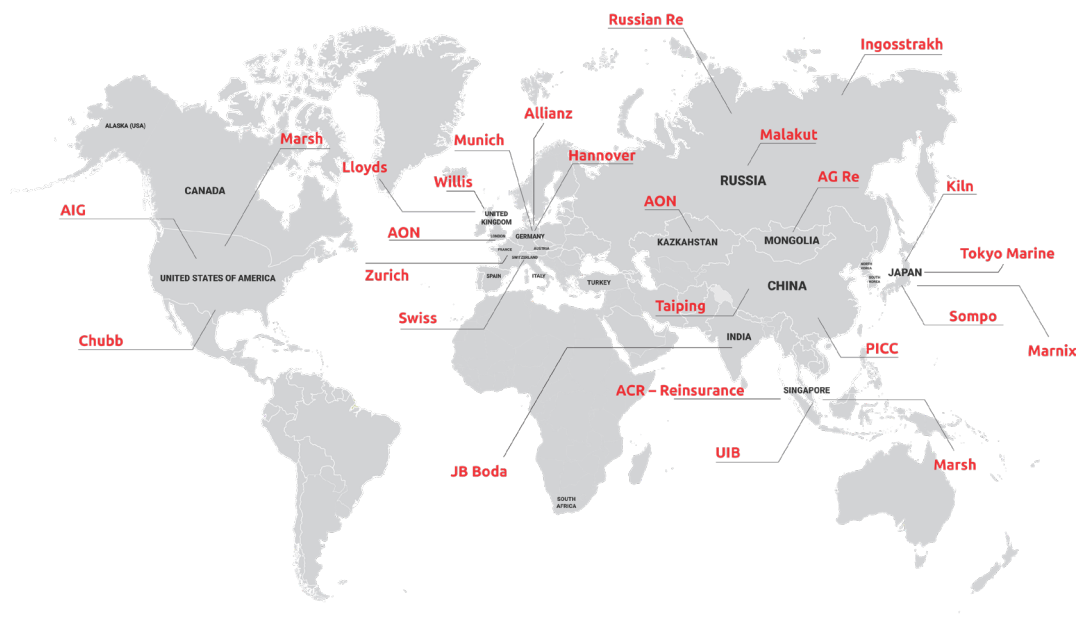 Russian Re
Ingosstrakh
Allianz
ALASKA (USA)
Marsh
Munich
Malakut
Hannover
Lloyds
AG Re
Willis
Kiln
CANADA
RUSSIA
AON
AIG
UNITED
KINGDOM
AON
LONDON
GERMANY
KAZKAHSTAN
MONGOLIA
FRANCE
AUSTRIA
SWITZERLAND
Tokyo Marine
NORTH
KOREA
JAPAN
Zurich
SPAIN
ITALY
UNITED STATES OF AMERICA
TURKEY
SOUTH
KOREA
CHINA
Taiping
Swiss
Sompo
Chubb
INDIA
PICC
Marnix
ACR – Reinsurance
SINGAPORE
UIB
Marsh
JB Boda
SOUTH
AFRICA